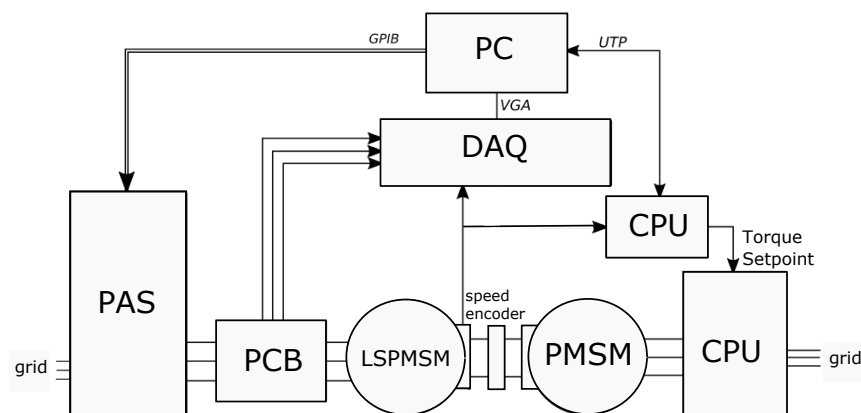 GPIB
PC
UTP
VGA
DAQ
CPU
Torque
Setpoint
PAS
speed
encoder
grid
PCB
LSPMSM
PMSM
CPU
grid